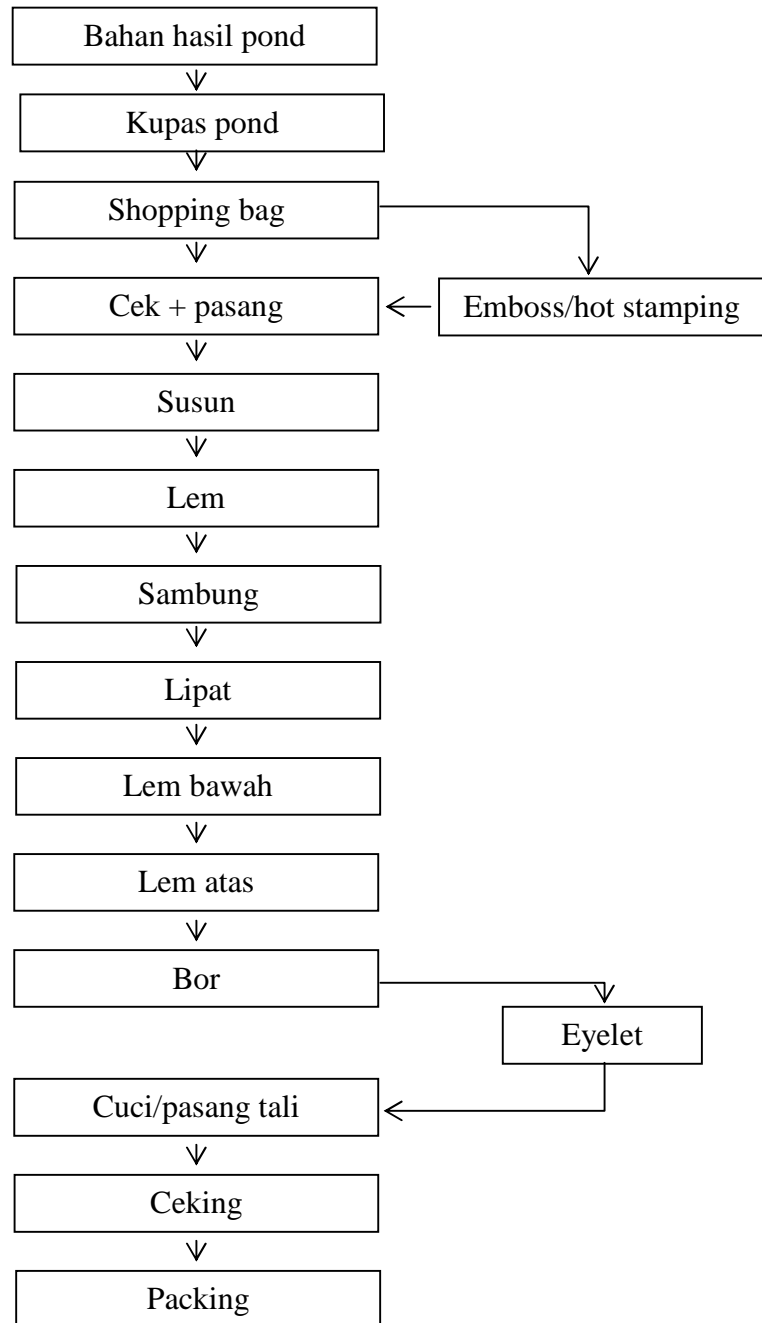 Bahan hasil pond
Kupas pond
Shopping bag
Cek + pasang
Emboss/hot stamping
Susun
Lem
Sambung
Lipat
Lem bawah
Lem atas
Bor
Eyelet
Cuci/pasang tali
Ceking
Packing